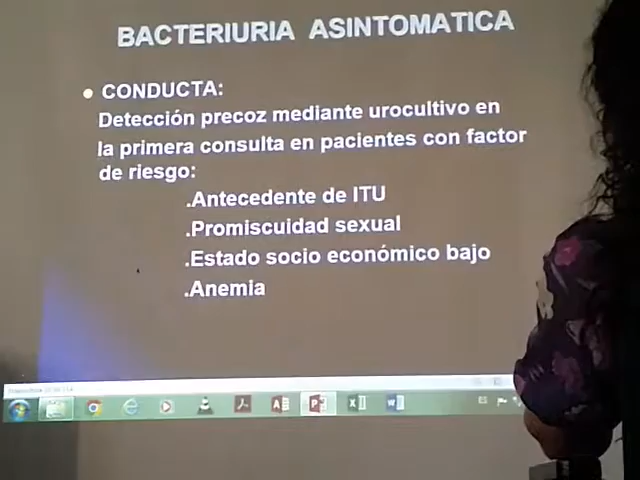 BACTERIURIA ASINTOMATICA
● CONDUCTA:
Detección precoz mediante urocultivo en
la primera consulta en pacientes con factor
de riesgo:
.Antecedente de ITU
.Promiscuidad sexual
.Estado socio económico bajo
.Anemia
ES